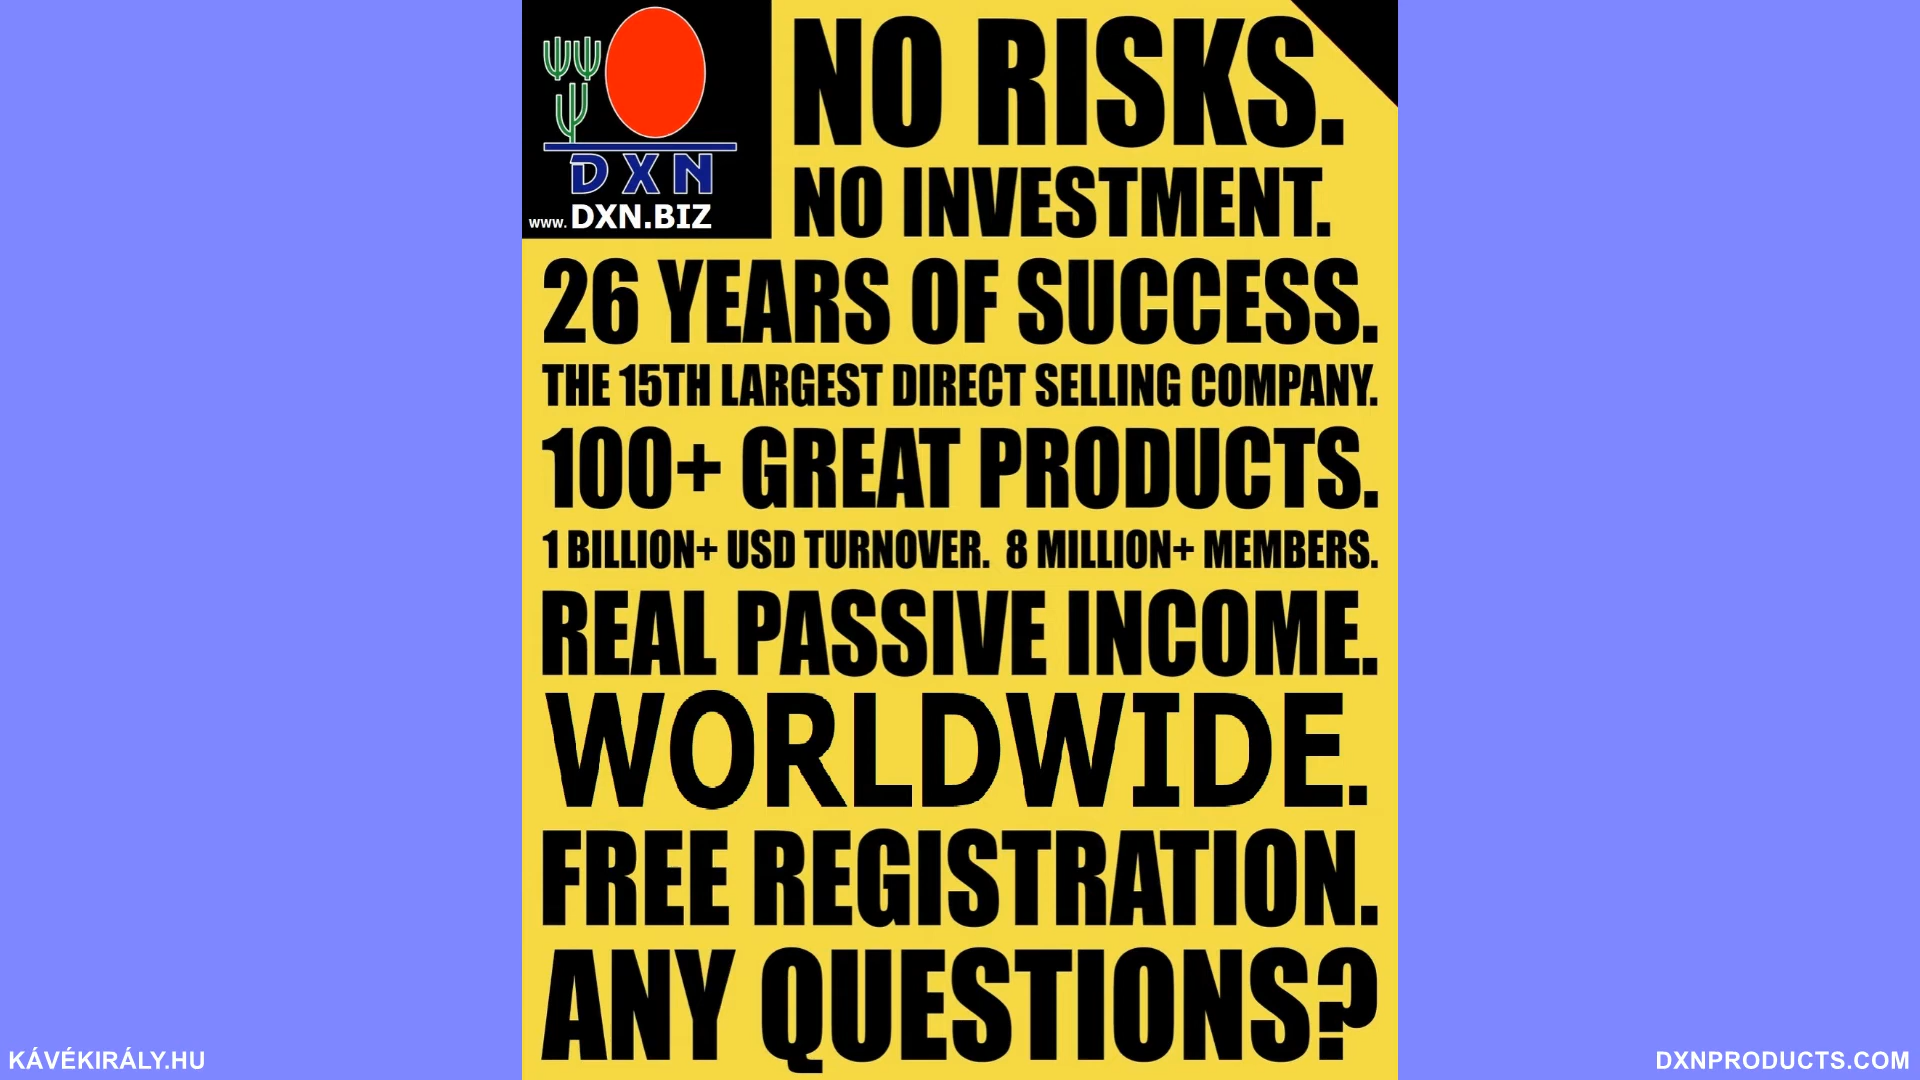 DXN
www.DXN.BIZ
NO RISKS.
NO INVESTMENT.
26 YEARS OF SUCCESS.
THE 15TH LARGEST DIRECT SELLING COMPANY.
100+ GREAT PRODUCTS.
1 BILLION+ USD TURNOVER. 8 MILLION+ MEMBERS.
REAL PASSIVE INCOME.
WORLDWIDE.
FREE REGISTRATION.
ANY QUESTIONS?
KÁVÉKIRÁLY.HU
DXNPRODUCTS.COM